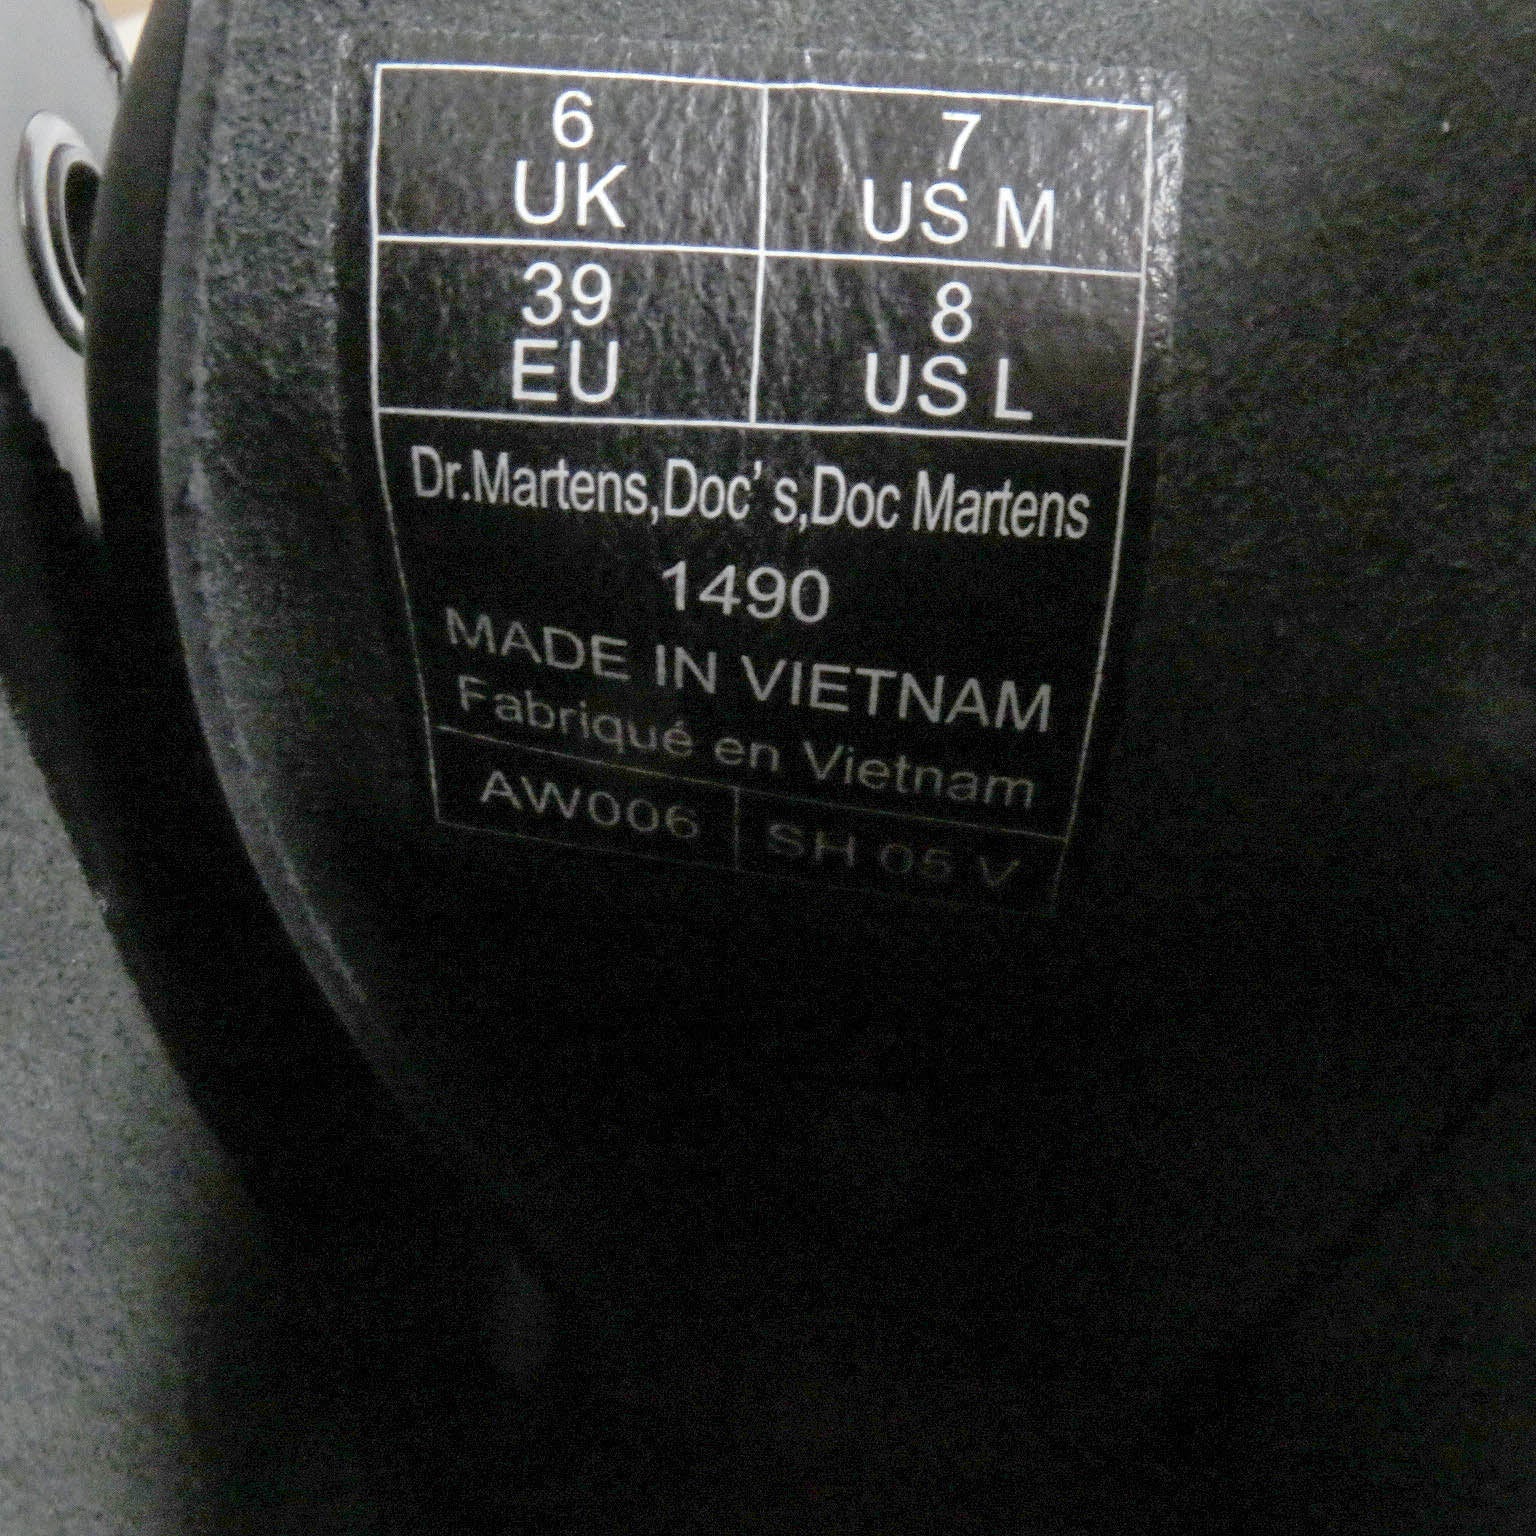 6
UK
7
US M
39
EU
8
US L
Dr.Martens,Doc's,Doc Martens
1490
MADE IN VIETNAM
Fabriqué en Vietnam
AW006
SH 05 V